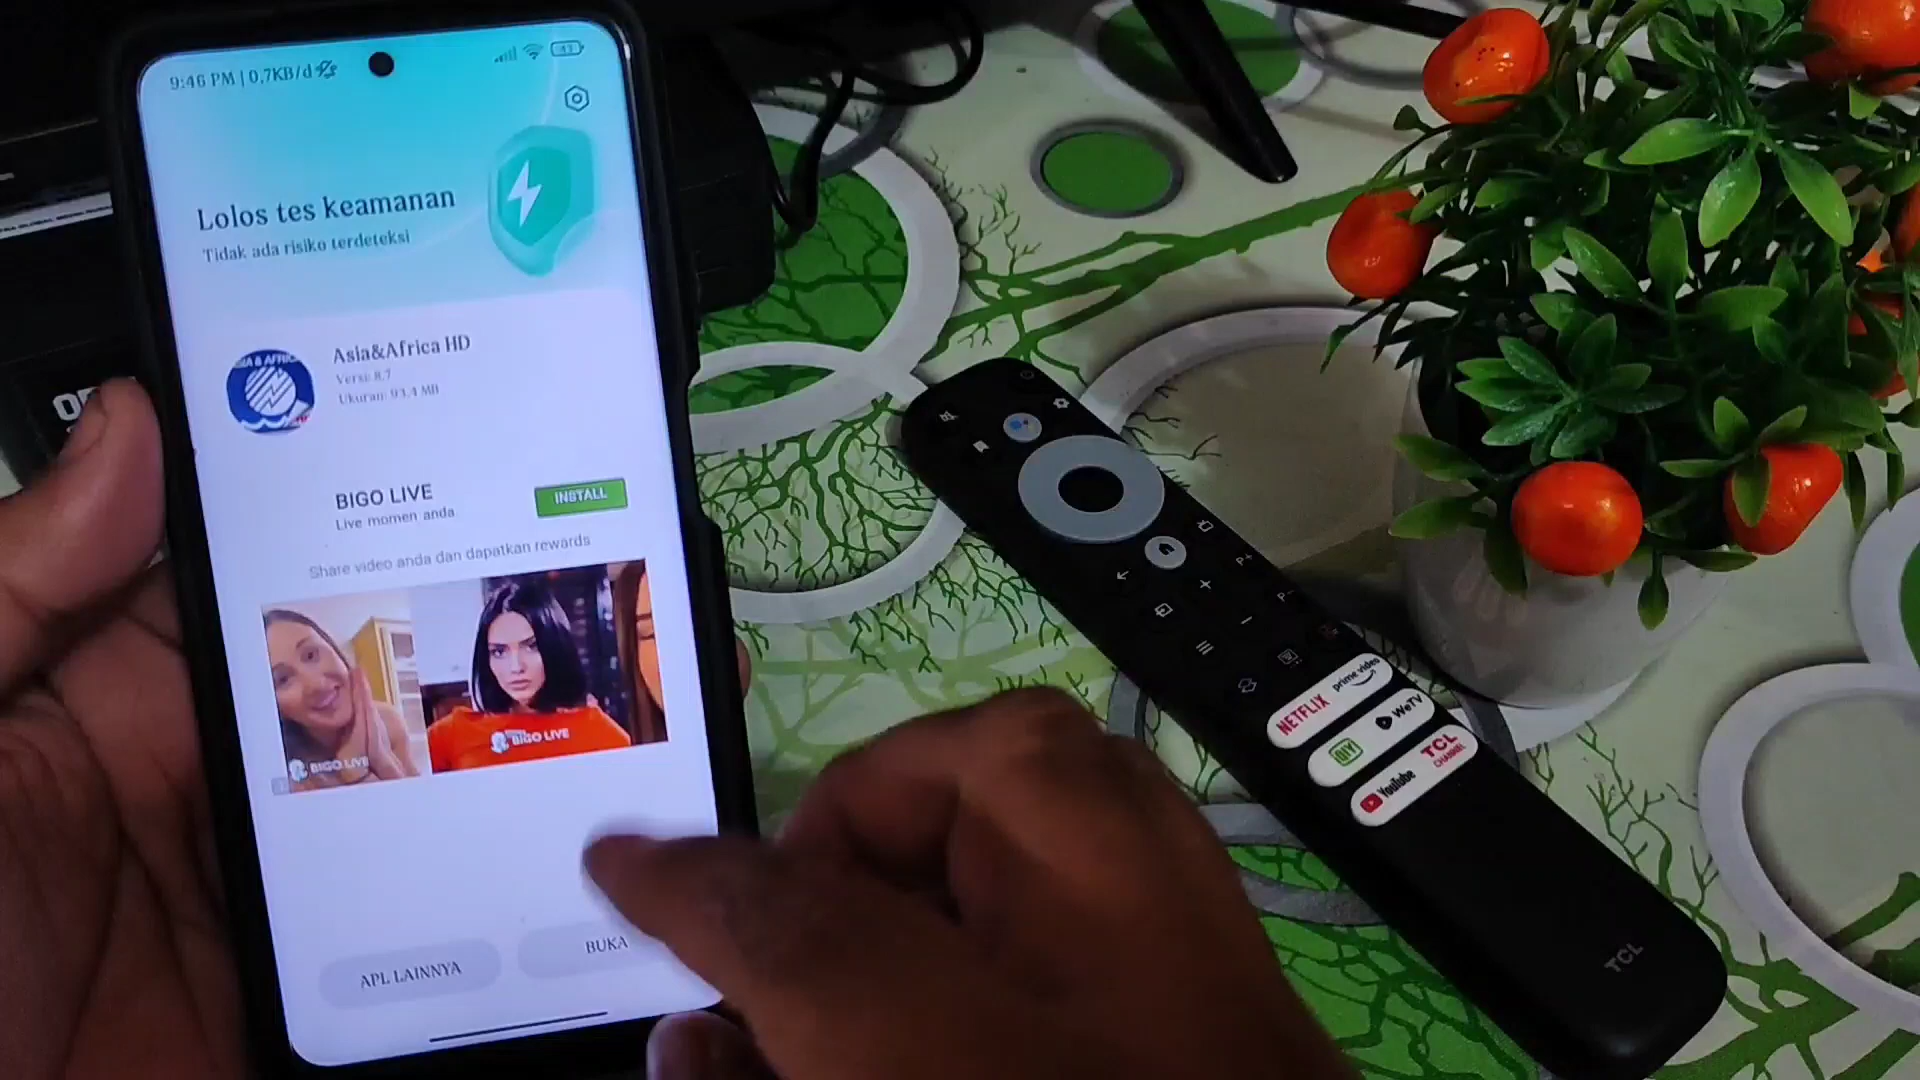 9:46 PM | 0,7KB/d
43
Lolos tes keamanan
Tidak ada risiko terdeteksi
Asia&Africa HD
Versi: 8.7
Ukuran: 93.4 MB
BIGO LIVE
Live momen anda.
INSTALL
Share video anda dan dapatkan rewards
BIGO LIVE
BIGO LIVE
APL LAINNYA
BUKA
P+
P-
NETFLIX
prime video
iQIYI
WeTV
YouTube
TCL
CHANNEL
TCL